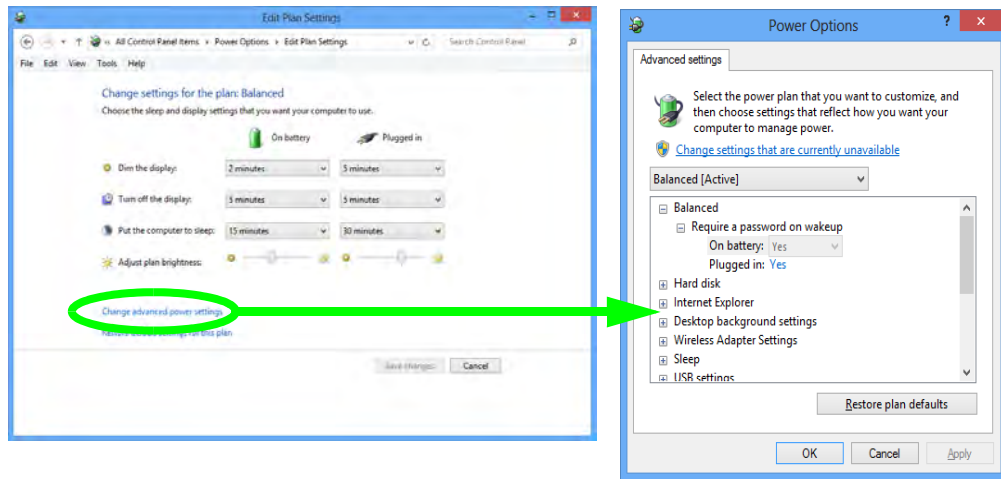 Edit Plan Settings
« All Control Panel Items › Power Options › Edit Plan Settings
Search Control Panel
File Edit View Tools Help
Change settings for the plan: Balanced
Choose the sleep and display settings that you want your computer to use.
On battery Plugged in
Dim the display: 2 minutes 5 minutes
Turn off the display: 5 minutes 5 minutes
Put the computer to sleep: 15 minutes 30 minutes
Adjust plan brightness:
Change advanced power settings
Restore default settings for this plan
Save changes Cancel
Power Options
? ×
Advanced settings
Select the power plan that you want to customize, and
then choose settings that reflect how you want your
computer to manage power.
Change settings that are currently unavailable
Balanced [Active]
Balanced
Require a password on wakeup
On battery: Yes
Plugged in: Yes
Hard disk
Internet Explorer
Desktop background settings
Wireless Adapter Settings
Sleep
USB settings
Restore plan defaults
OK Cancel Apply